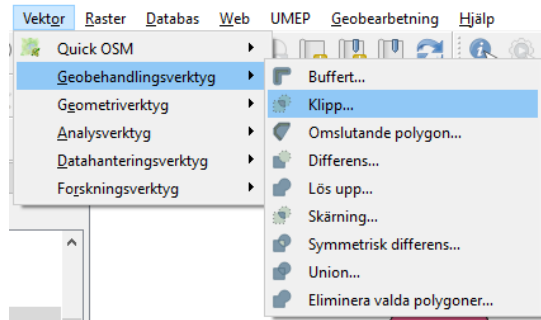 Vektor Raster Databas Web UMEP Geobearbetning Hjälp
Quick OSM
Geobehandlingsverktyg
Geometriverktyg
Analysverktyg
Datahanteringsverktyg
Forskningsverktyg
Buffert...
Klipp...
Omslutande polygon...
Differens...
Lös upp...
Skärning...
Symmetrisk differens...
Union...
Eliminera valda polygoner...